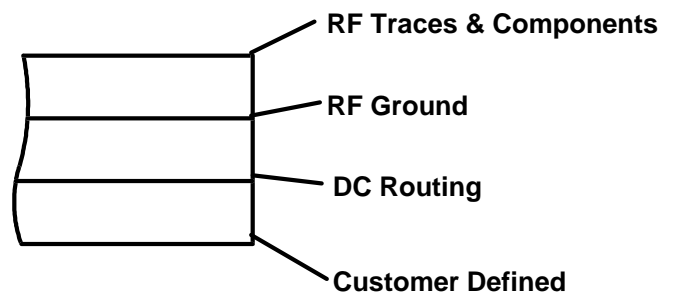 RF Traces & Components
RF Ground
DC Routing
Customer Defined